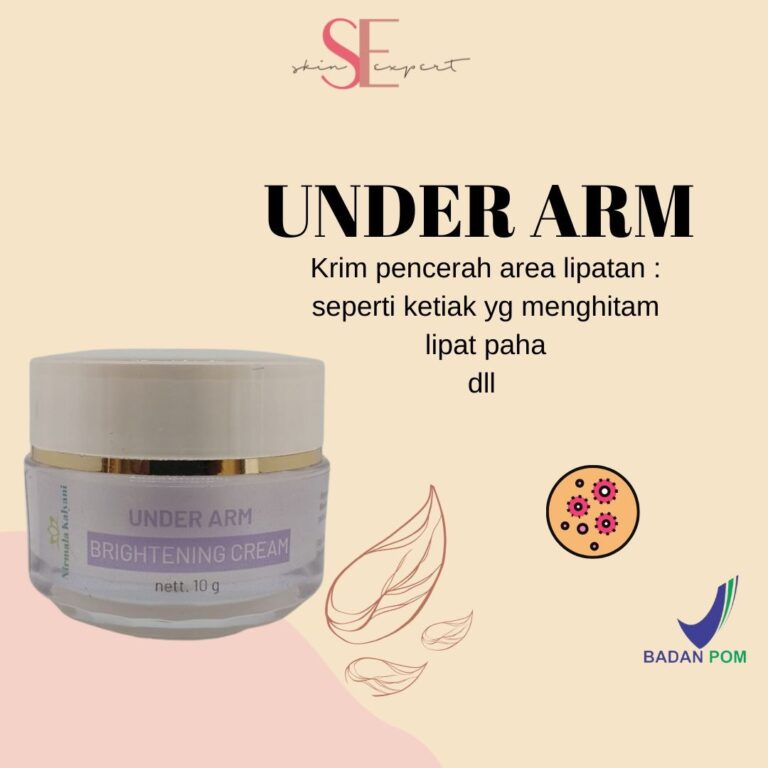 SE
skin expert
UNDER ARM
Krim pencerah area lipatan :
seperti ketiak yg menghitam
lipat paha
dll
Nirmala Kalyani
UNDER ARM
BRIGHTENING CREAM
nett. 10 g
BADAN POM